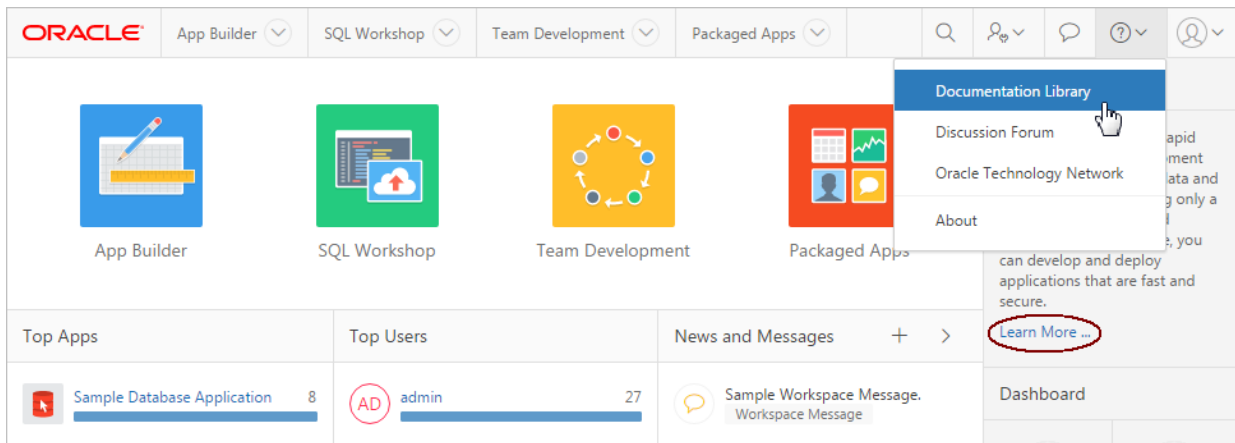 ORACLE
App Builder
SQL Workshop
Team Development
Packaged Apps
Documentation Library
Discussion Forum
Oracle Technology Network
About
App Builder
SQL Workshop
Team Development
Packaged Apps
data and
only a
you
can develop and deploy
applications that are fast and
secure.
Learn More ...
Top Apps
Top Users
News and Messages
Dashboard
Sample Database Application 8
AD admin 27
Sample Workspace Message.
Workspace Message